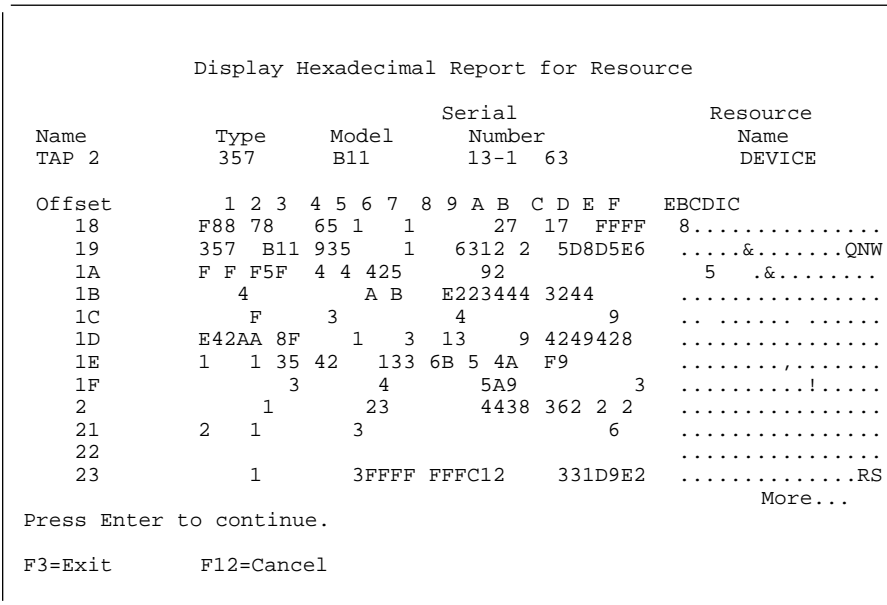 Display Hexadecimal Report for Resource
                         Serial               Resource
Name          Type    Model    Number            Name
TAP 2         357     B11      13-1  63          DEVICE
Offset         1 2 3  4 5 6 7  8 9 A B  C D E F   EBCDIC
   18        F88 78   65 1   1       27  17  FFFF   8...............
   19        357  B11 935    1   6312 2  5D8D5E6   .....&.......QNW
   1A        F F F5F  4 4 425      92                5   .&........
   1B           4         A B   E223444 3244       ................
   1C            F      3        4          9      .. ...... ......
   1D        E42AA 8F    1   3  13    9 4249428    ................
   1E        1   1 35 42   133 6B 5 4A  F9         ........,.......
   1F               3      4       5A9         3   ..........!.....
   2              1       23       4438 362 2 2    ................
   21        2   1       3                  6      ................
   22                                              ................
   23            1       3FFFF FFFC12    331D9E2   ..............RS
                                                        More...
Press Enter to continue.
F3=Exit       F12=Cancel